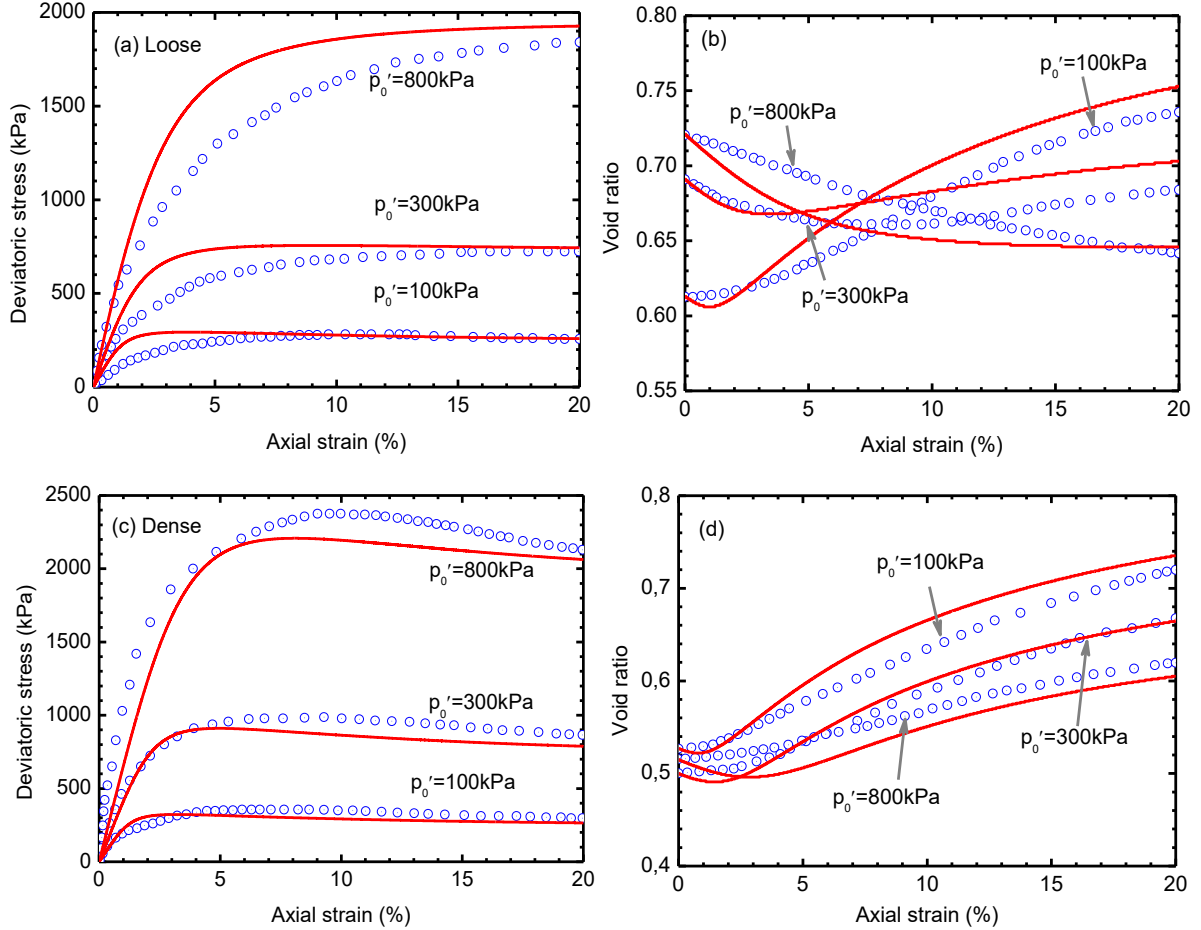 2000
1500
1000
500
0
Deviatoric stress (kPa)
(a) Loose
p0'=800kPa
p0'=300kPa
p0'=100kPa
0 5 10 15 20
Axial strain (%)
0.80
0.75
0.70
0.65
0.60
0.55
Void ratio
(b)
p0'=100kPa
p0'=800kPa
p0'=300kPa
0 5 10 15 20
Axial strain (%)
2500
2000
1500
1000
500
0
Deviatoric stress (kPa)
(c) Dense
p0'=800kPa
p0'=300kPa
p0'=100kPa
0 5 10 15 20
Axial strain (%)
0,8
0,7
0,6
0,5
0,4
Void ratio
(d)
p0'=100kPa
p0'=300kPa
p0'=800kPa
0 5 10 15 20
Axial strain (%)